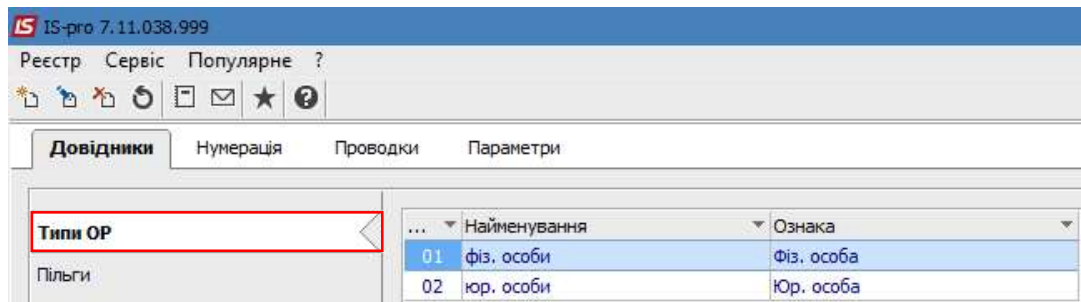 IS-pro 7.11.038.999
Реєстр Сервіс Популярне ?
Довідники Нумерація Проводки Параметри
Типи ОР
Пільги
... Найменування Ознака
01 фіз. особи Фіз. особа
02 юр. особи Юр. особа